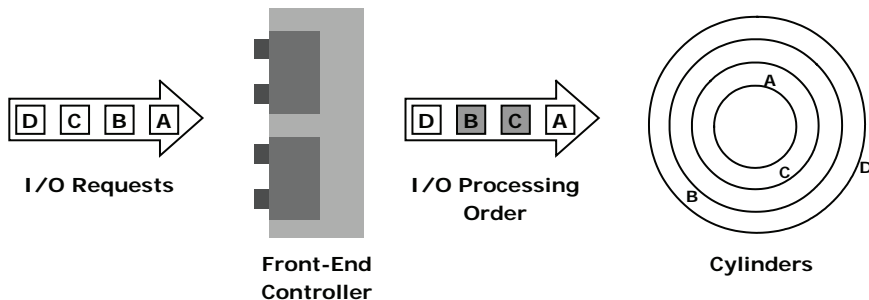 D C B A
I/O Requests
Front-End
Controller
D B C A
I/O Processing
Order
A
C
B
D
Cylinders